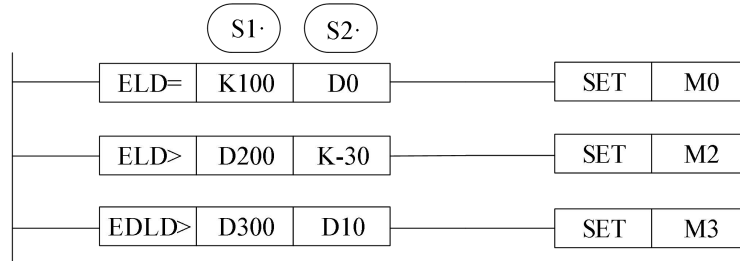 S1· S2·
ELD= K100 D0 SET M0
ELD> D200 K-30 SET M2
EDLD> D300 D10 SET M3